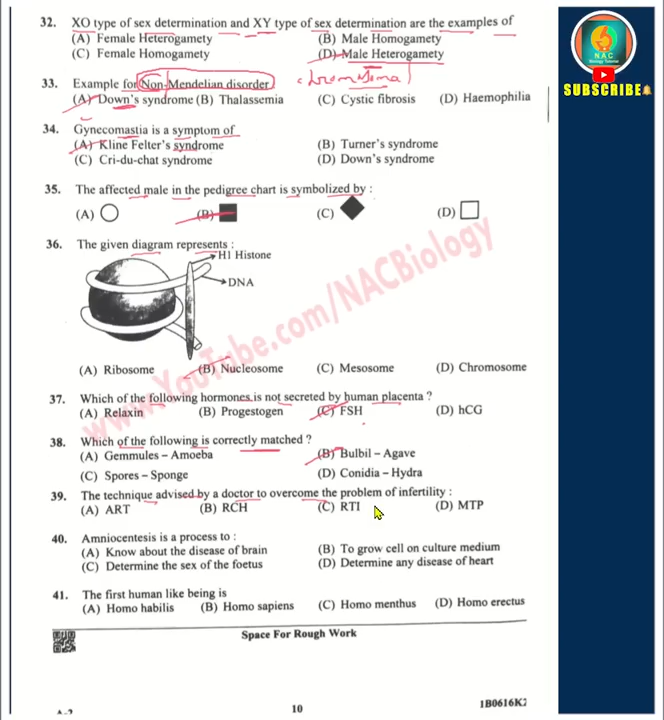 32. XO type of sex determination and XY type of sex determination are the examples of
(A) Female Heterogamety (B) Male Homogamety
(C) Female Homogamety (D) Male Heterogamety
33. Example for Non-Mendelian disorder chromosomal
(A) Down's syndrome (B) Thalassemia (C) Cystic fibrosis (D) Haemophilia
34. Gynecomastia is a symptom of
(A) Kline Felter's syndrome (B) Turner's syndrome
(C) Cri-du-chat syndrome (D) Down's syndrome
35. The affected male in the pedigree chart is symbolized by :
(A) (B) (C) (D)
36. The given diagram represents :
H1 Histone
DNA
(A) Ribosome (B) Nucleosome (C) Mesosome (D) Chromosome
37. Which of the following hormones is not secreted by human placenta ?
(A) Relaxin (B) Progestogen (C) FSH (D) hCG
38. Which of the following is correctly matched ?
(A) Gemmules – Amoeba (B) Bulbil – Agave
(C) Spores – Sponge (D) Conidia – Hydra
39. The technique advised by a doctor to overcome the problem of infertility :
(A) ART (B) RCH (C) RTI (D) MTP
40. Amniocentesis is a process to :
(A) Know about the disease of brain (B) To grow cell on culture medium
(C) Determine the sex of the foetus (D) Determine any disease of heart
41. The first human like being is
(A) Homo habilis (B) Homo sapiens (C) Homo menthus (D) Homo erectus
Space For Rough Work
10 1B0616K2
www.YouTube.com/NACBiology
NAC
Biology Tutorial
SUBSCRIBE